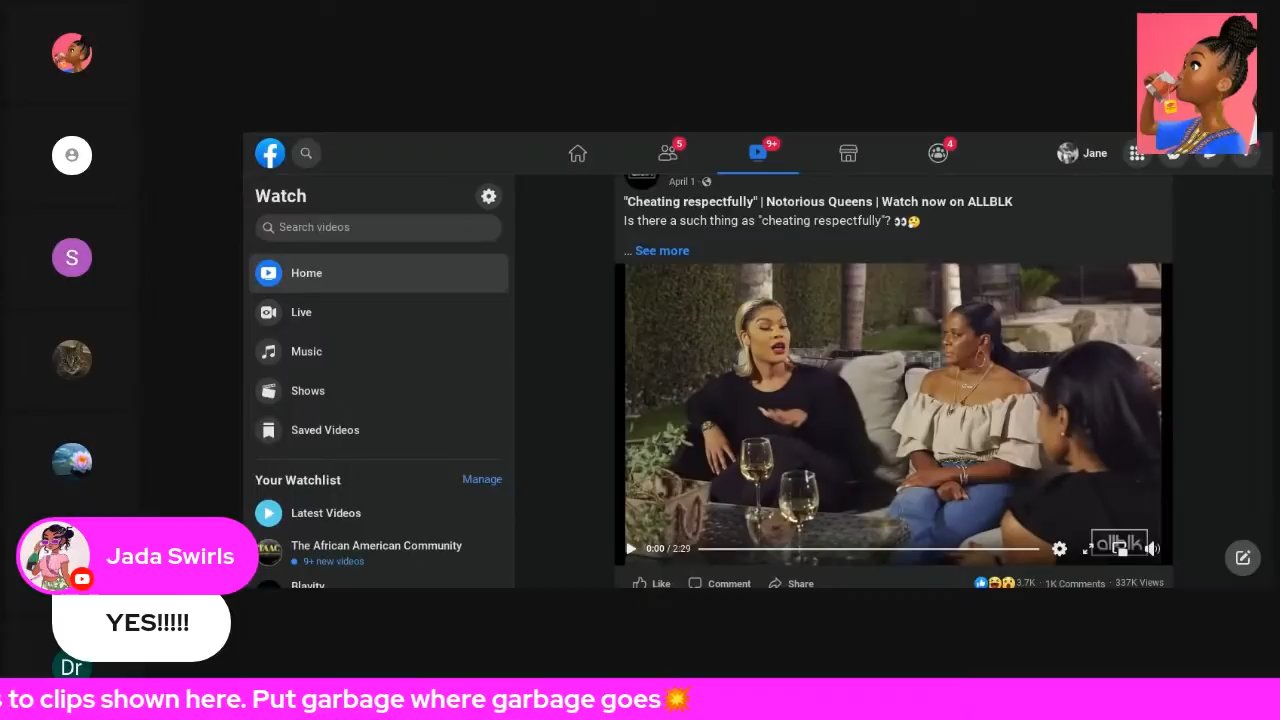 5
9+
4
Jane
Watch
Search videos
Home
Live
Music
Shows
Saved Videos
Your Watchlist
Manage
Latest Videos
The African American Community
9+ new videos
Blavity
April 1 ·
"Cheating respectfully" | Notorious Queens | Watch now on ALLBLK
Is there a such thing as "cheating respectfully"? 👀🤔
... See more
0:00 / 2:29
allblk
Like
Comment
Share
3.7K · 1K Comments · 337K Views
S
Jada Swirls
YES!!!!!
Dr
to clips shown here. Put garbage where garbage goes💥